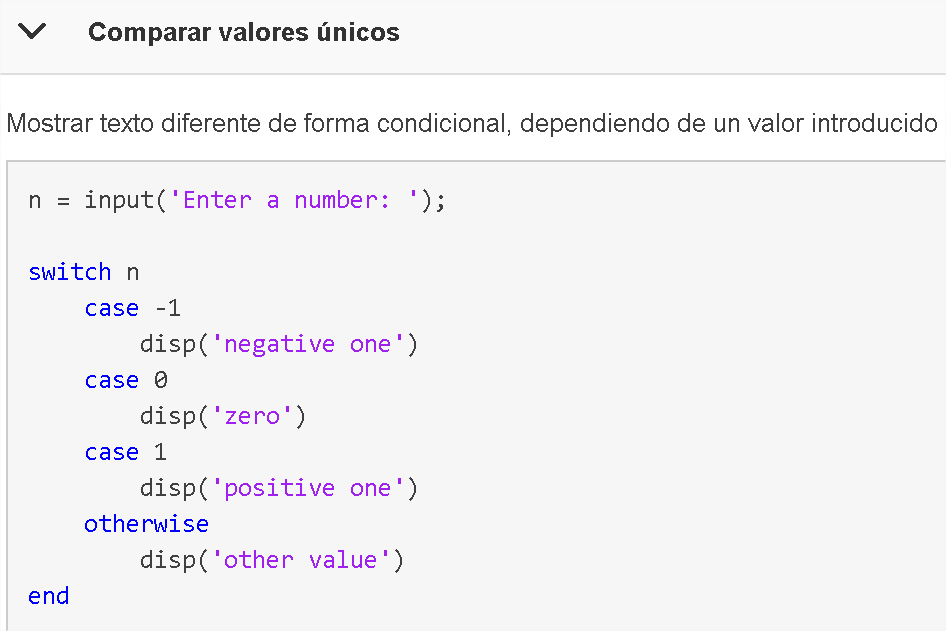 Comparar valores únicos
Mostrar texto diferente de forma condicional, dependiendo de un valor introducido
n = input('Enter a number: ');
switch n
    case -1
        disp('negative one')
    case 0
        disp('zero')
    case 1
        disp('positive one')
    otherwise
        disp('other value')
end